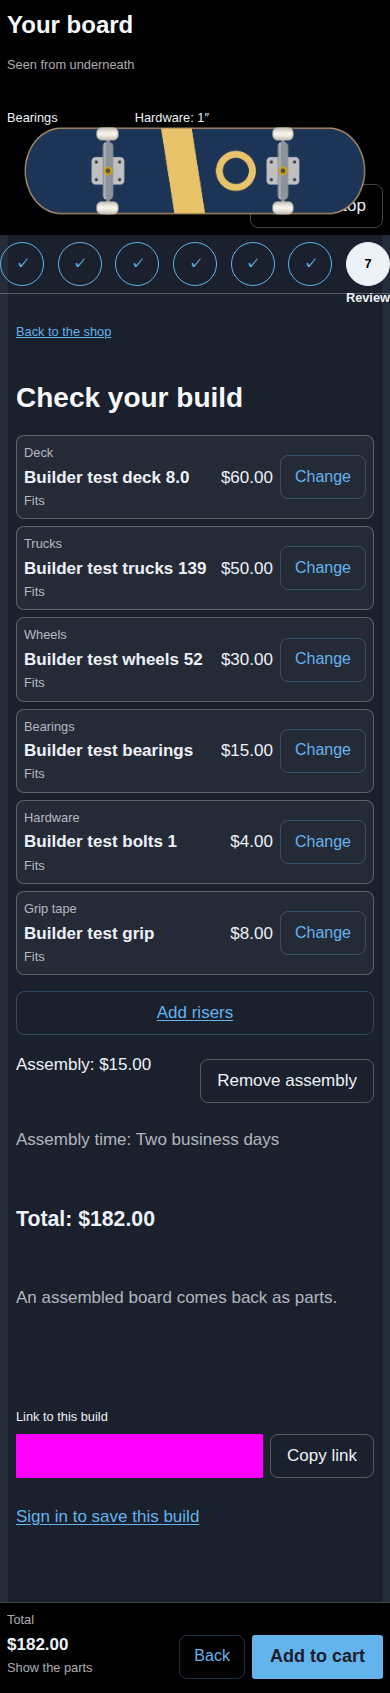 Your board
Seen from underneath
Bearings
Hardware: 1″
✓ ✓ ✓ ✓ ✓ ✓ 7
Review
Back to the shop
Check your build
Deck
Builder test deck 8.0 $60.00 Change
Fits
Trucks
Builder test trucks 139 $50.00 Change
Fits
Wheels
Builder test wheels 52 $30.00 Change
Fits
Bearings
Builder test bearings $15.00 Change
Fits
Hardware
Builder test bolts 1 $4.00 Change
Fits
Grip tape
Builder test grip $8.00 Change
Fits
Add risers
Assembly: $15.00
Remove assembly
Assembly time: Two business days
Total: $182.00
An assembled board comes back as parts.
Link to this build
Copy link
Sign in to save this build
Total
$182.00
Show the parts
Back
Add to cart